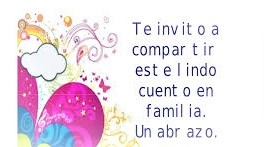 Te invito a
compartir
este lindo
cuento en
familia.
Un abrazo.